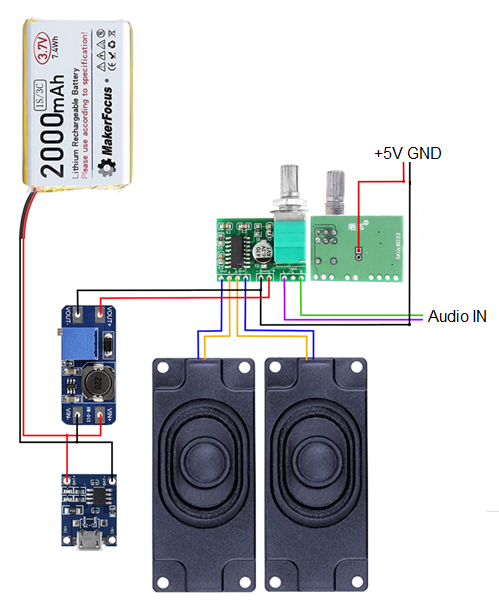 3.7V
7.4Wh
1S/3C
2000mAh
Lithium Rechargeable Battery
Please use according to specification!
MakerFocus
+5V GND
Audio IN
VOUT-
VOUT+
220
VIN-
VIN+